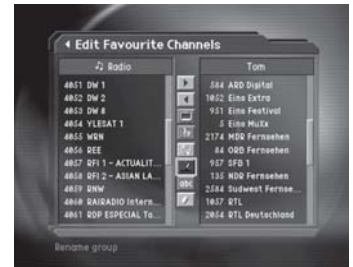 Edit Favourite Channels
Radio
4051 DW 1
4052 DW 2
4053 DW 8
4054 YLESAT 1
4055 WRN
4056 REE
4057 RFI 1 - ACTUALIT...
4058 RFI 2 - ASIAN LA...
4059 RNW
4060 RAIRADIO Intern...
4061 RDP ESPECIAL Ta...
abc
Tom
584 ARD Digital
1052 Eins Extra
951 Eins Festival
5 Eins MuXx
2174 MDR Fernsehen
84 ORB Fernsehen
957 SFB 1
135 NDR Fernsehen
2584 Sudwest Fernse...
1057 RTL
2054 RTL Deutschland
Rename group